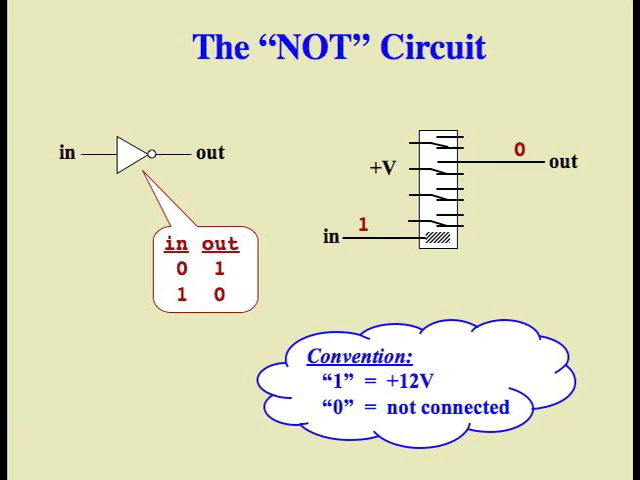 The “NOT” Circuit
in
out
in out
0 1
1 0
+V
0
out
1
in
Convention:
“1” = +12V
“0” = not connected